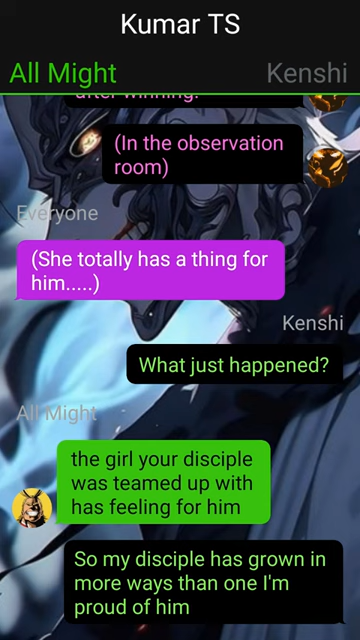 Kumar TS
All Might Kenshi
after winning.
(In the observation
room)
Everyone
(She totally has a thing for
him.....)
Kenshi
What just happened?
All Might
the girl your disciple
was teamed up with
has feeling for him
So my disciple has grown in
more ways than one I'm
proud of him